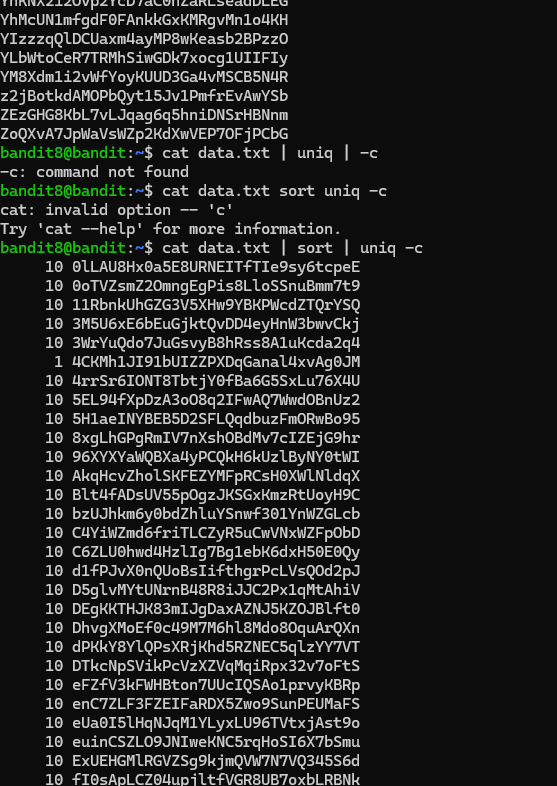 YhMcUN1mfgdF0FAnkkGxKMRgvMn1o4KH
YIzzzqQlDCUaxm4ayMP8wKeasb2BPzzO
YLbWtoCeR7TRMhSiwGDk7xocg1UIIFIy
YM8Xdm1i2vWfYoyKUUD3Ga4vMSCB5N4R
z2jBotkdAMOPbQyt15Jv1PmfrEvAwYSb
ZEzGHG8KbL7vLJqag6q5hniDNSrHBNnm
ZoQXvA7JpWaVsWZp2KdXwVEP7OFjPCbG
bandit8@bandit:~$ cat data.txt | uniq | -c
-c: command not found
bandit8@bandit:~$ cat data.txt sort uniq -c
cat: invalid option -- 'c'
Try 'cat --help' for more information.
bandit8@bandit:~$ cat data.txt | sort | uniq -c
10 0lLAU8Hx0a5E8URNEITfTIe9sy6tcpeE
10 0oTVZsmZ2OmngEgPis8LloSSnuBmm7t9
10 11RbnkUhGZG3V5XHw9YBKPWcdZTQrYSQ
10 3M5U6xE6bEuGjktQvDD4eyHnW3bwvCkj
10 3WrYuQdo7JuGsvyB8hRss8A1uKcda2q4
1 4CKMh1JI91bUIZZPXDqGanal4xvAg0JM
10 4rrSr6IONT8TbtjY0fBa6G5SxLu76X4U
10 5EL94fXpDzA3oO8q2IFwAQ7WwdOBnUz2
10 5H1aeINYBEB5D2SFLQqdbuzFmORwBo95
10 8xgLhGPgRmIV7nXshOBdMv7cIZEjG9hr
10 96XYXYaWQBXa4yPCQkH6kUzlByNY0tWI
10 AkqHcvZholSKFEZYMFpRCsH0XWlNldqX
10 Blt4fADsUV55pOgzJKSGxKmzRtUoyH9C
10 bzUJhkm6y0bdZhluYSnwf301YnWZGLcb
10 C4YiWZmd6friTLCZyR5uCwVNxWZFpObD
10 C6ZLU0hwd4HzlIg7Bg1ebK6dxH50E0Qy
10 d1fPJvX0nQUoBsIifthgrPcLVsQOd2pJ
10 D5glvMYtUNrnB48R8iJJC2Px1qMtAhiV
10 DEgKKTHJK83mIJgDaxAZNJ5KZOJBlft0
10 DhvgXMoEf0c49M7M6hl8Mdo8OquArQXn
10 dPKkY8YlQPsXRjKhd5RZNEC5qlzYY7VT
10 DTkcNpSVikPcVzXZVqMqiRpx32v7oFtS
10 eFZfV3kFWHBton7UUcIQSAo1prvyKBRp
10 enC7ZLF3FZEIFaRDX5Zwo9SunPEUMaFS
10 eUa0I5lHqNJqM1YLyxLU96TVtxjAst9o
10 euinCSZLO9JNIweKNC5rqHoSI6X7bSmu
10 ExUEHGMlRGVZSg9kjmQVW7N7VQ345S6d
10 fI0sApLCZ04upjltfVGR8UB7oxbLRBNk